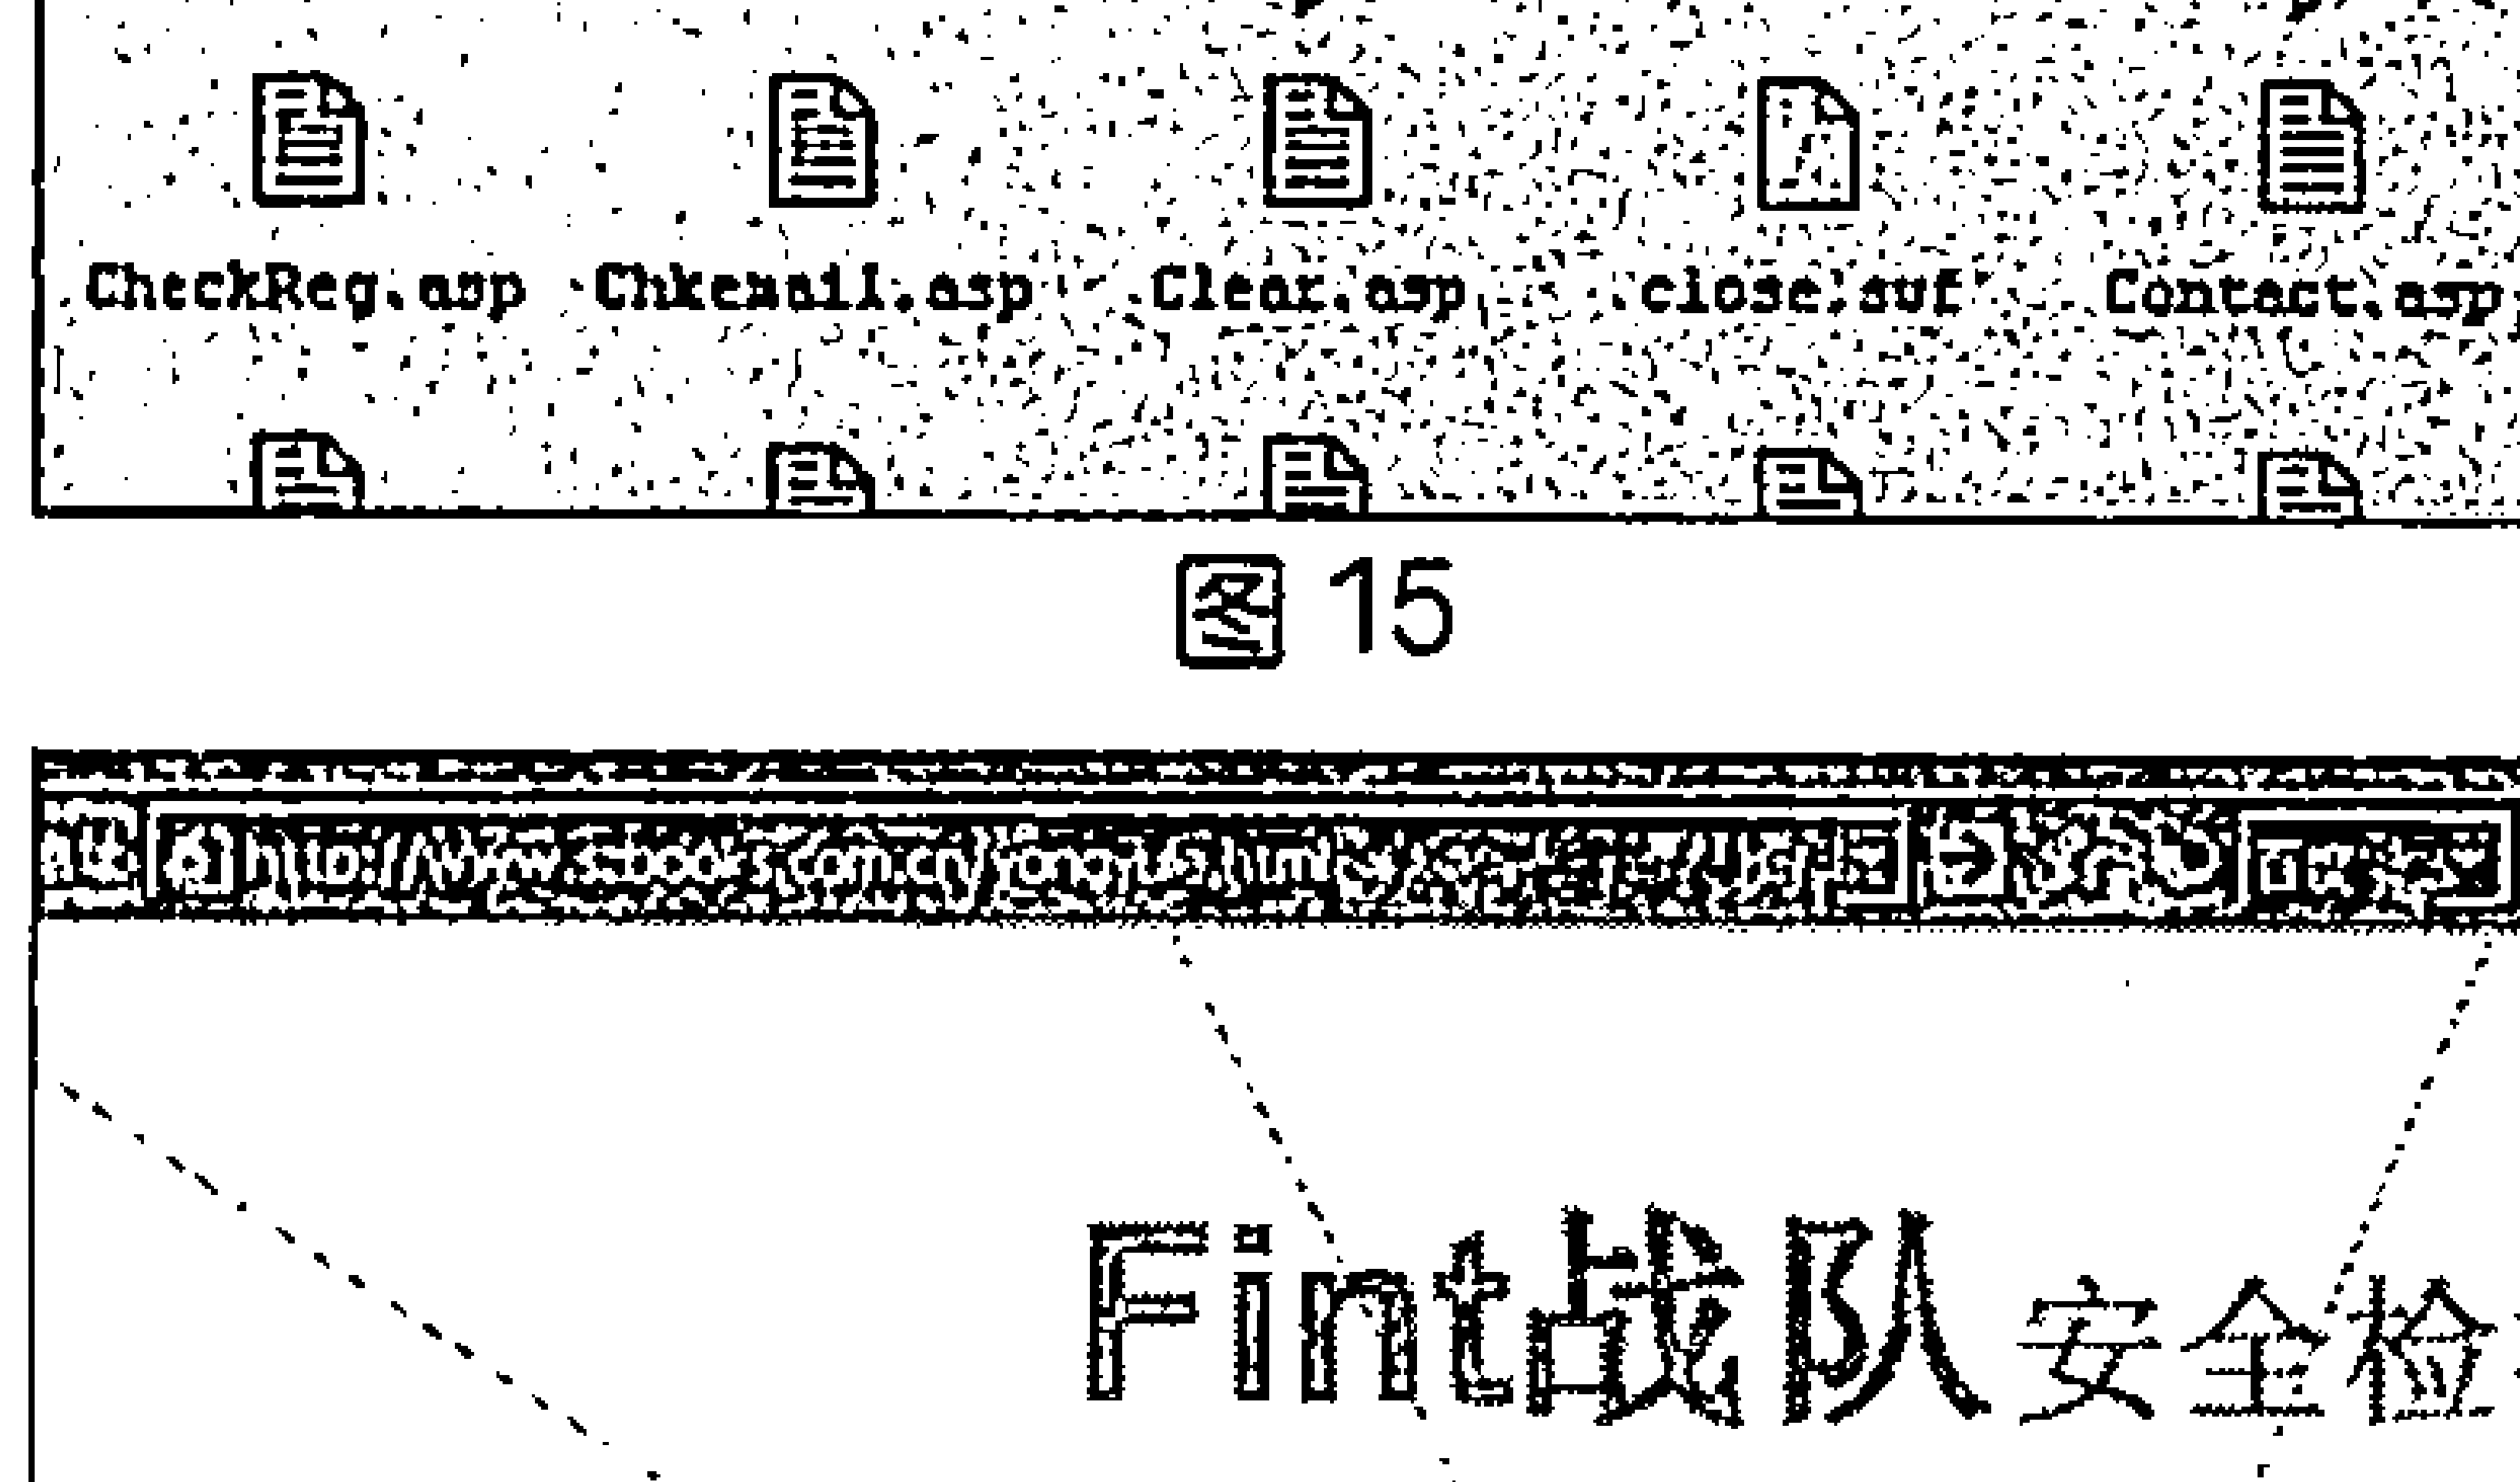 CheckReg.asp Chkemail.asp Clear.asp close.swf Contact.asp
图 15
Fint战队安全检